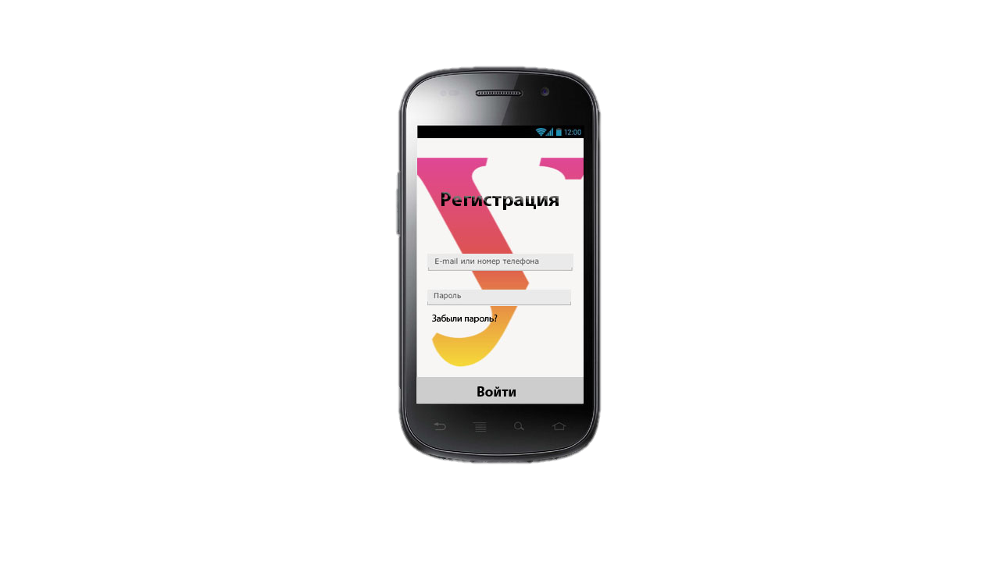 12:00
У
Регистрация
E-mail или номер телефона
Пароль
Забыли пароль?
Войти